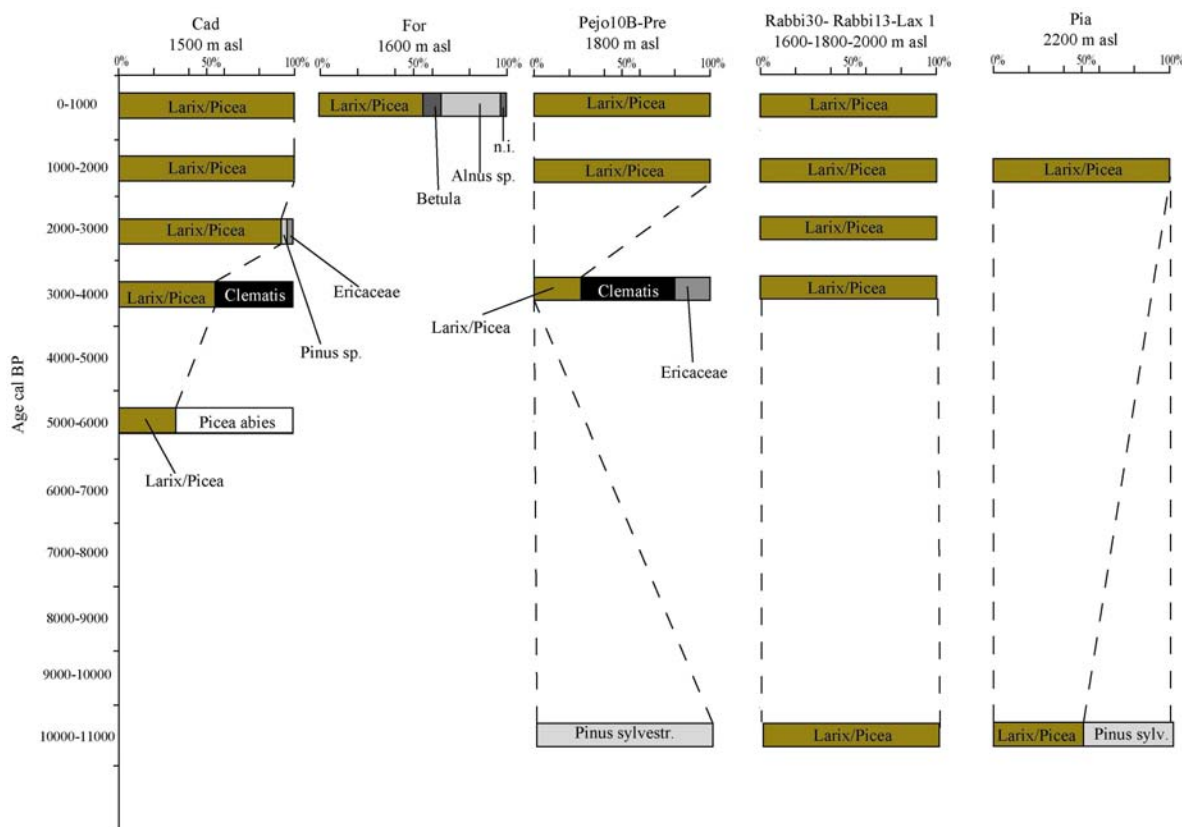 Cad
1500 m asl
For
1600 m asl
Pejo10B-Pre
1800 m asl
Rabbi30- Rabbi13-Lax 1
1600-1800-2000 m asl
Pia
2200 m asl
0% 50% 100%
0% 50% 100%
0% 50% 100%
0% 50% 100%
0% 50% 100%
Age cal BP
0-1000
Larix/Picea
Larix/Picea
Larix/Picea
Larix/Picea
n.i.
Alnus sp.
Betula
1000-2000
Larix/Picea
Larix/Picea
Larix/Picea
Larix/Picea
2000-3000
Larix/Picea
Larix/Picea
Ericaceae
Pinus sp.
3000-4000
Larix/Picea
Clematis
Clematis
Larix/Picea
Larix/Picea
Ericaceae
4000-5000
5000-6000
Picea abies
Larix/Picea
6000-7000
7000-8000
8000-9000
9000-10000
10000-11000
Pinus sylvestr.
Larix/Picea
Larix/Picea
Pinus sylv.